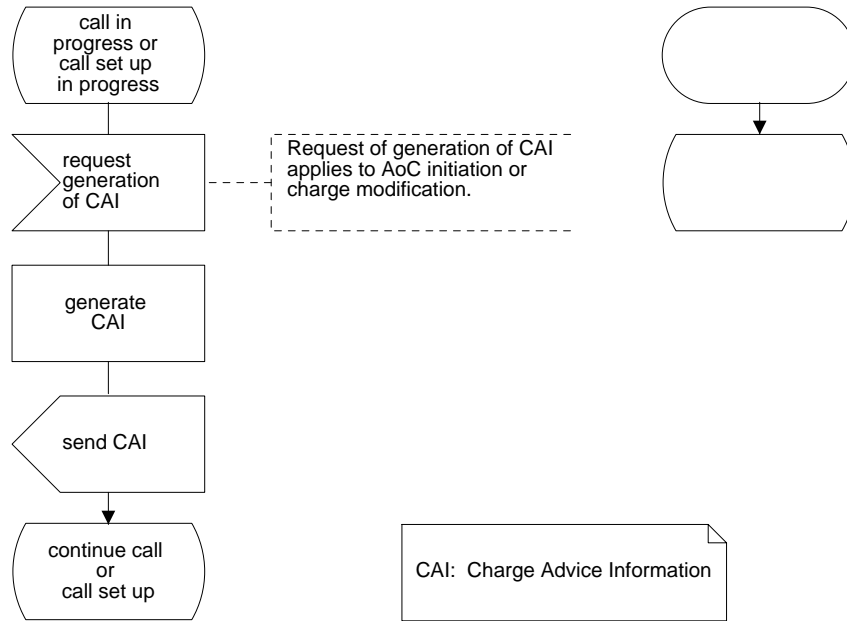 call in
progress or
call set up
in progress
request
generation
of CAI
Request of generation of CAI
applies to AoC initiation or
charge modification.
generate
CAI
send CAI
continue call
or
call set up
CAI:  Charge Advice Information